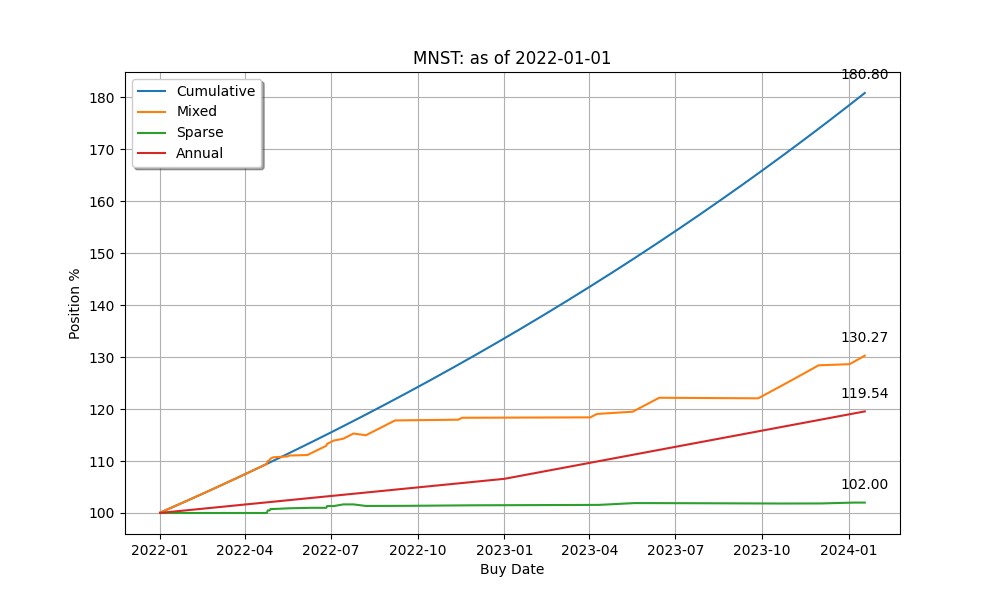 MNST: as of 2022-01-01
180.80
Cumulative
Mixed
Sparse
Annual
180
170
160
150
140
130
120
110
100
Position %
130.27
119.54
102.00
2022-01 2022-04 2022-07 2022-10 2023-01 2023-04 2023-07 2023-10 2024-01
Buy Date